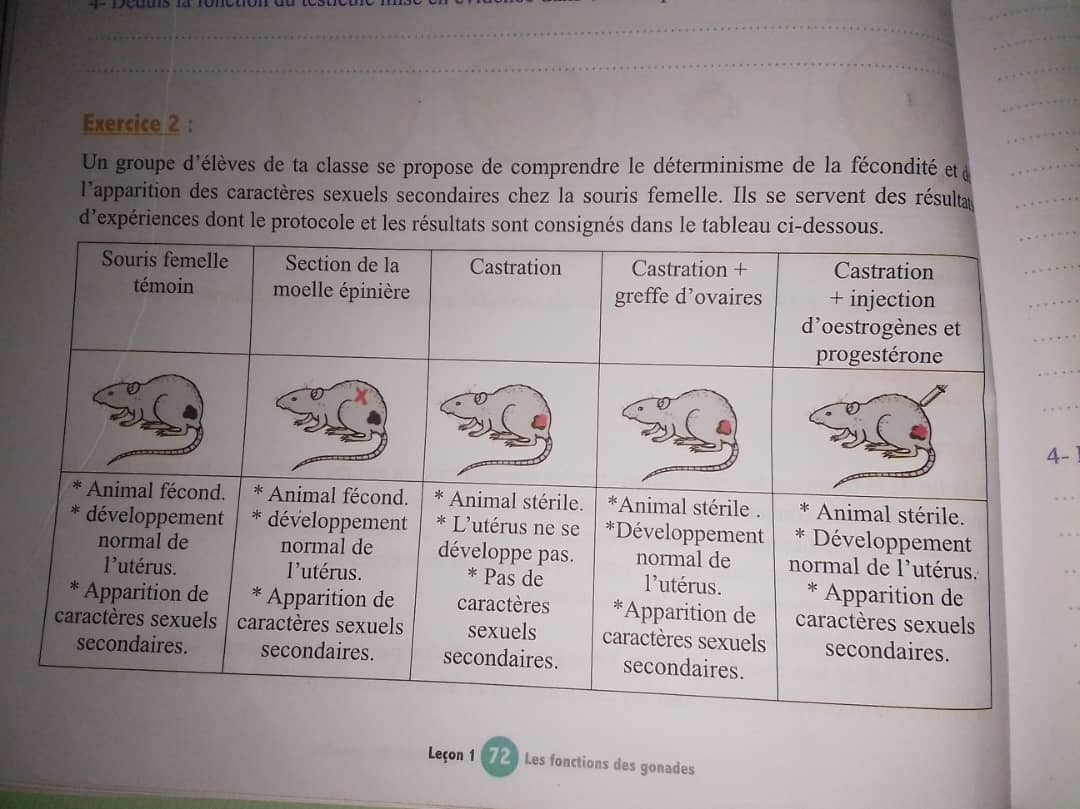 4- Déduis la fonction du testicule mise en évidence
Exercice 2 :
Un groupe d'élèves de ta classe se propose de comprendre le déterminisme de la fécondité et d
l'apparition des caractères sexuels secondaires chez la souris femelle. Ils se servent des résultat
d'expériences dont le protocole et les résultats sont consignés dans le tableau ci-dessous.
Souris femelle
témoin
Section de la
moelle épinière
Castration
Castration +
greffe d'ovaires
Castration
+ injection
d'oestrogènes et
progestérone
* Animal fécond.
* développement
normal de
l'utérus.
* Apparition de
caractères sexuels
secondaires.
* Animal fécond.
* développement
normal de
l'utérus.
* Apparition de
caractères sexuels
secondaires.
* Animal stérile.
* L'utérus ne se
développe pas.
* Pas de
caractères
sexuels
secondaires.
*Animal stérile .
*Développement
normal de
l'utérus.
*Apparition de
caractères sexuels
secondaires.
* Animal stérile.
* Développement
normal de l'utérus.
* Apparition de
caractères sexuels
secondaires.
4-
Leçon 1 72 Les fonctions des gonades